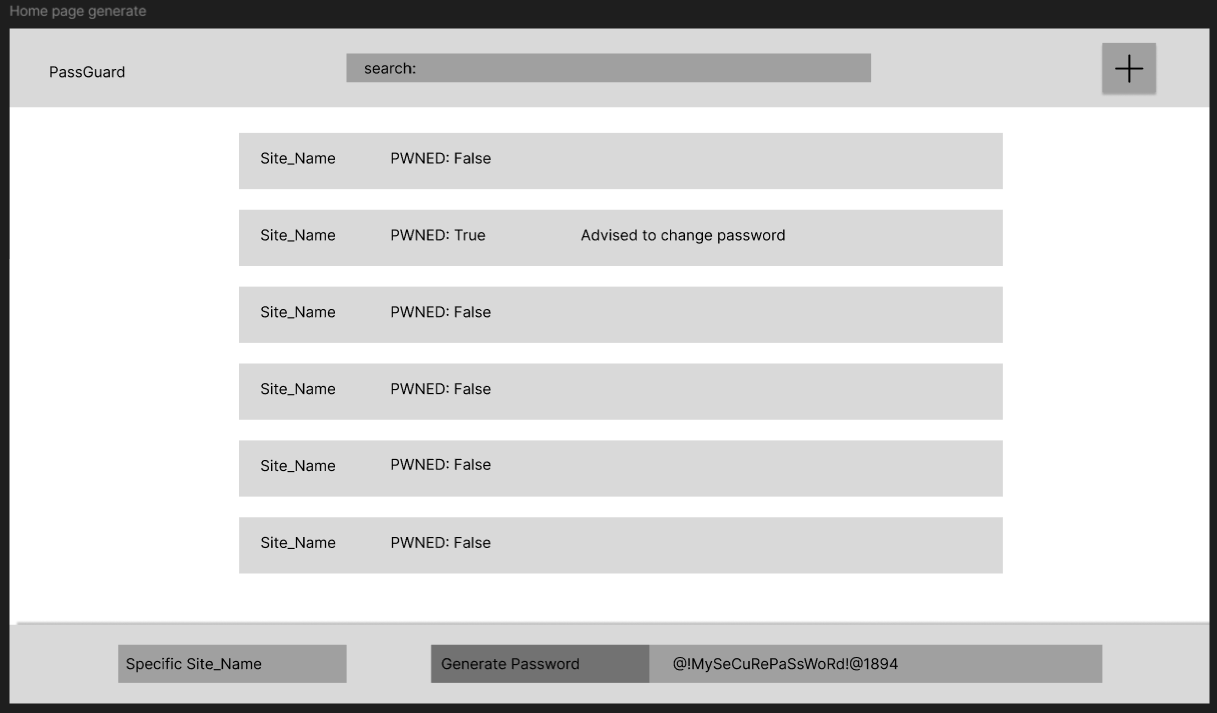 Home page generate
PassGuard
search:
Site_Name PWNED: False
Site_Name PWNED: True Advised to change password
Site_Name PWNED: False
Site_Name PWNED: False
Site_Name PWNED: False
Site_Name PWNED: False
Specific Site_Name Generate Password @!MySeCuRePaSsWoRd!@1894